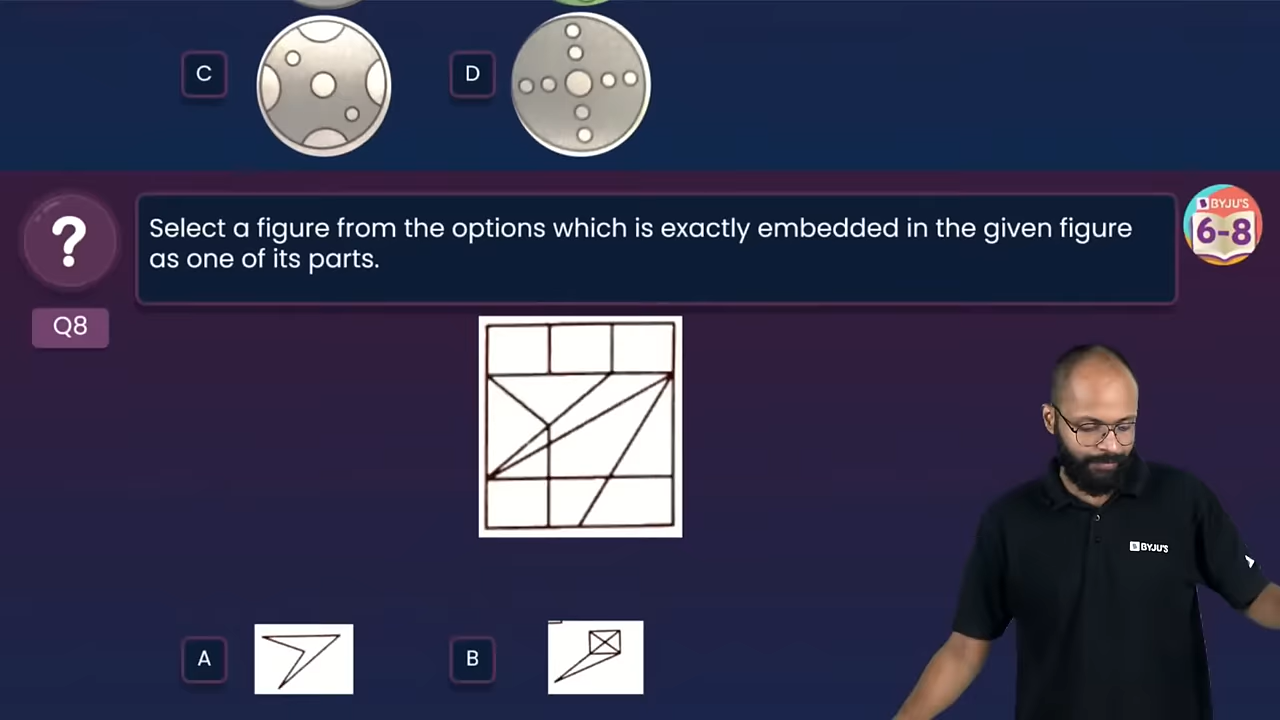 C
D
?
Select a figure from the options which is exactly embedded in the given figure
as one of its parts.
BYJU'S
6-8
Q8
BYJU'S
A
B